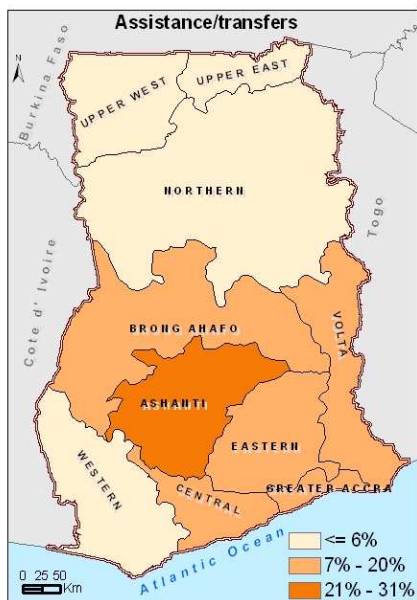 Assistance/transfers
N
Burkina Faso
UPPER WEST
UPPER EAST
NORTHERN
Togo
Cote d' Ivoire
BRONG AHAFO
VOLTA
ASHANTI
EASTERN
WESTERN
CENTRAL
GREATER ACCRA
Atlantic Ocean
<= 6%
7% - 20%
21% - 31%
0 25 50
Km